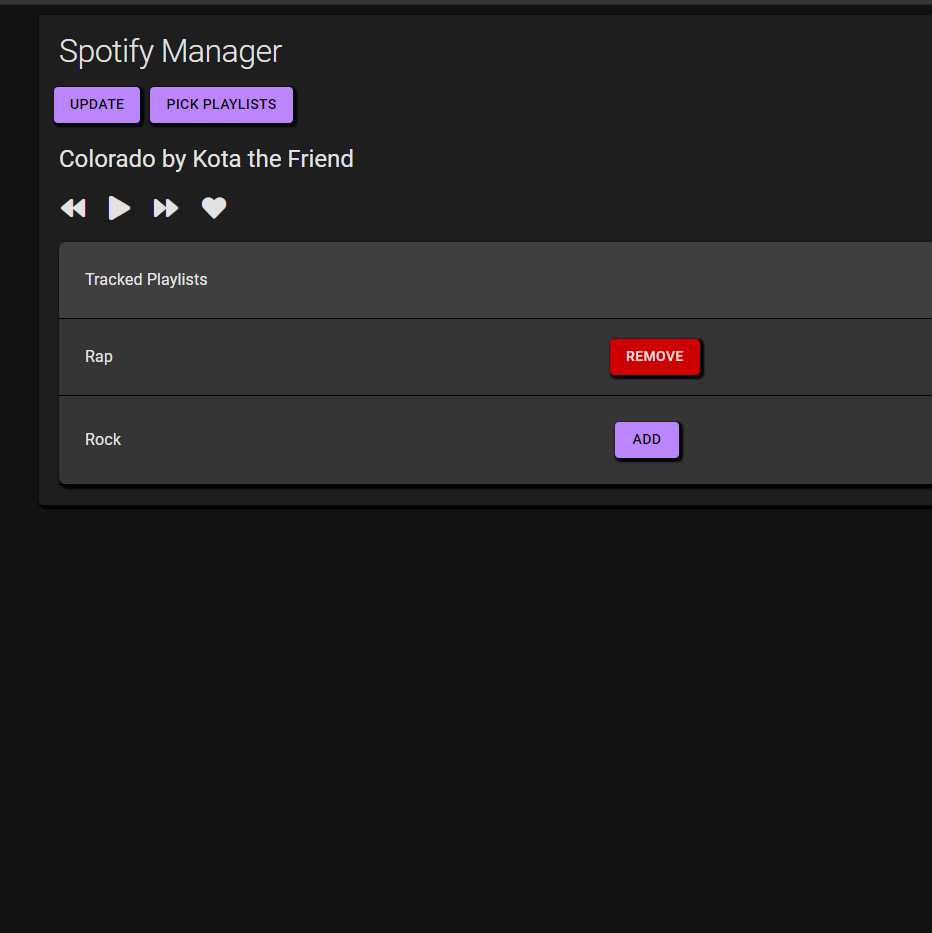 Spotify Manager
UPDATE PICK PLAYLISTS
Colorado by Kota the Friend
Tracked Playlists
Rap REMOVE
Rock ADD